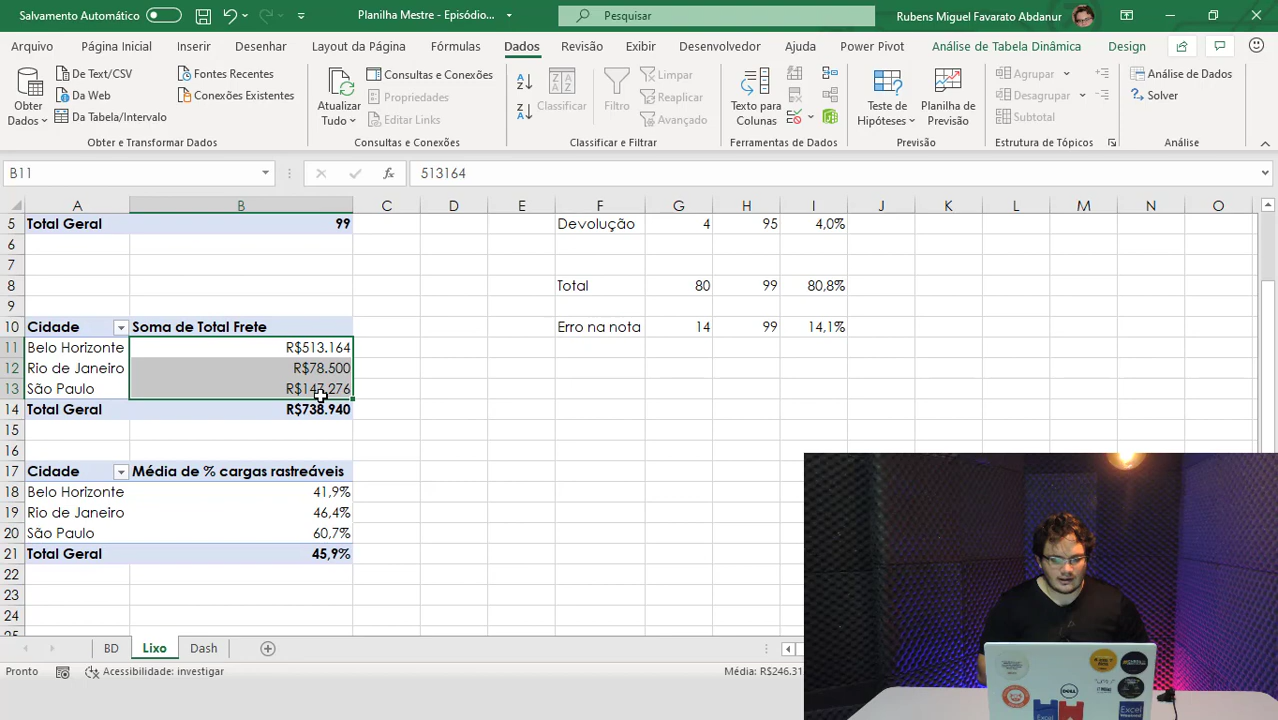 Salvamento Automático
Planilha Mestre - Episódio...
Pesquisar
Rubens Miguel Favarato Abdanur
Arquivo Página Inicial Inserir Desenhar Layout da Página Fórmulas Dados Revisão Exibir Desenvolvedor Ajuda Power Pivot Análise de Tabela Dinâmica Design
Obter Dados
De Text/CSV
Da Web
Da Tabela/Intervalo
Fontes Recentes
Conexões Existentes
Obter e Transformar Dados
Atualizar Tudo
Consultas e Conexões
Propriedades
Editar Links
Consultas e Conexões
Classificar
Filtro
Limpar
Reaplicar
Avançado
Classificar e Filtrar
Texto para Colunas
Ferramentas de Dados
Teste de Hipóteses
Planilha de Previsão
Previsão
Agrupar
Desagrupar
Subtotal
Estrutura de Tópicos
Análise de Dados
Solver
Análise
B11
fx
513164
A B C D E F G H I J K L M N O
5 Total Geral 99 Devolução 4 95 4,0%
6
7
8 Total 80 99 80,8%
9
10 Cidade Soma de Total Frete Erro na nota 14 99 14,1%
11 Belo Horizonte R$513.164
12 Rio de Janeiro R$78.500
13 São Paulo R$147.276
14 Total Geral R$738.940
15
16
17 Cidade Média de % cargas rastreáveis
18 Belo Horizonte 41,9%
19 Rio de Janeiro 46,4%
20 São Paulo 60,7%
21 Total Geral 45,9%
22
23
24
25
BD Lixo Dash
Pronto
Acessibilidade: investigar
Média: R$246.31
DELL
Excel
Excel